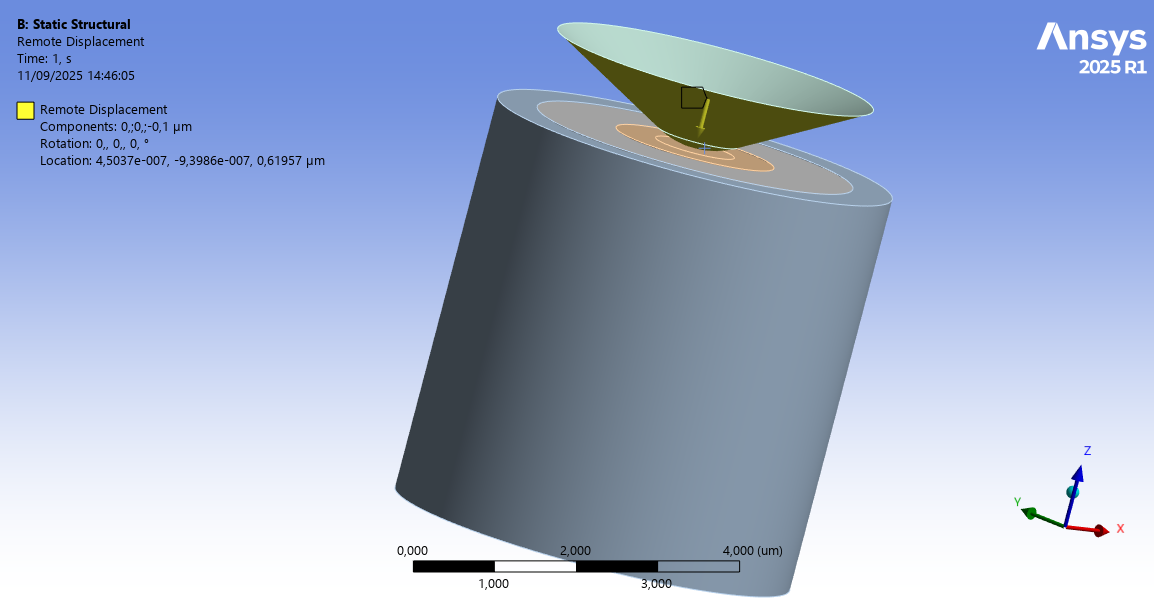 B: Static Structural
Remote Displacement
Time: 1, s
11/09/2025 14:46:05
Remote Displacement
Components: 0,;0,;-0,1 µm
Rotation: 0,, 0,, 0, °
Location: 4,5037e-007, -9,3986e-007, 0,61957 µm
Ansys
2025 R1
Z
Y
X
0,000 2,000 4,000 (um)
1,000 3,000